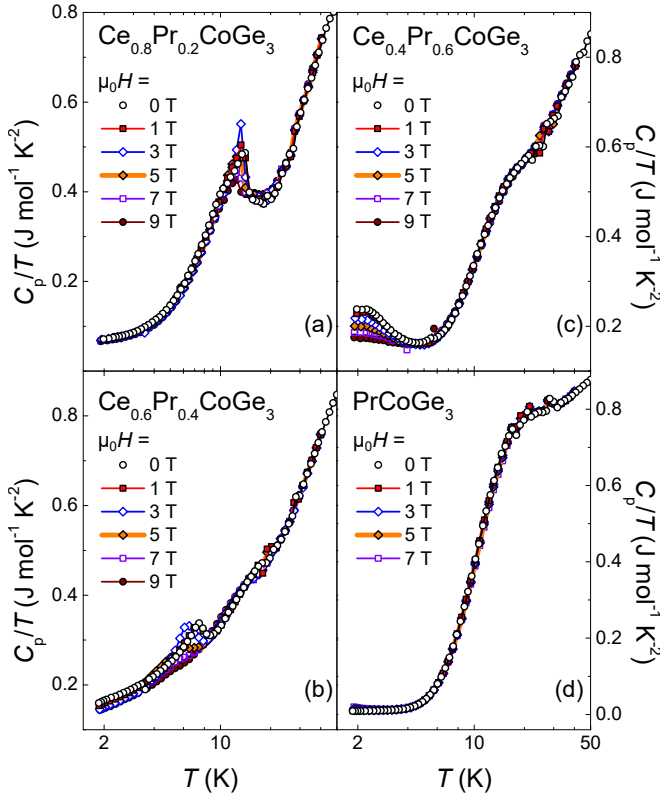 Ce0.8Pr0.2CoGe3
μ0H =
0 T
1 T
3 T
5 T
7 T
9 T
(a)
0.8
0.6
0.4
0.2
Cp/T (J mol-1 K-2)
Ce0.4Pr0.6CoGe3
μ0H =
0 T
1 T
3 T
5 T
7 T
9 T
(c)
0.8
0.6
0.4
0.2
Cp/T (J mol-1 K-2)
Ce0.6Pr0.4CoGe3
μ0H =
0 T
1 T
3 T
5 T
7 T
9 T
(b)
0.8
0.6
0.4
0.2
Cp/T (J mol-1 K-2)
2
10
T (K)
PrCoGe3
μ0H =
0 T
1 T
3 T
5 T
7 T
(d)
0.8
0.6
0.4
0.2
0.0
Cp/T (J mol-1 K-2)
2
10
50
T (K)